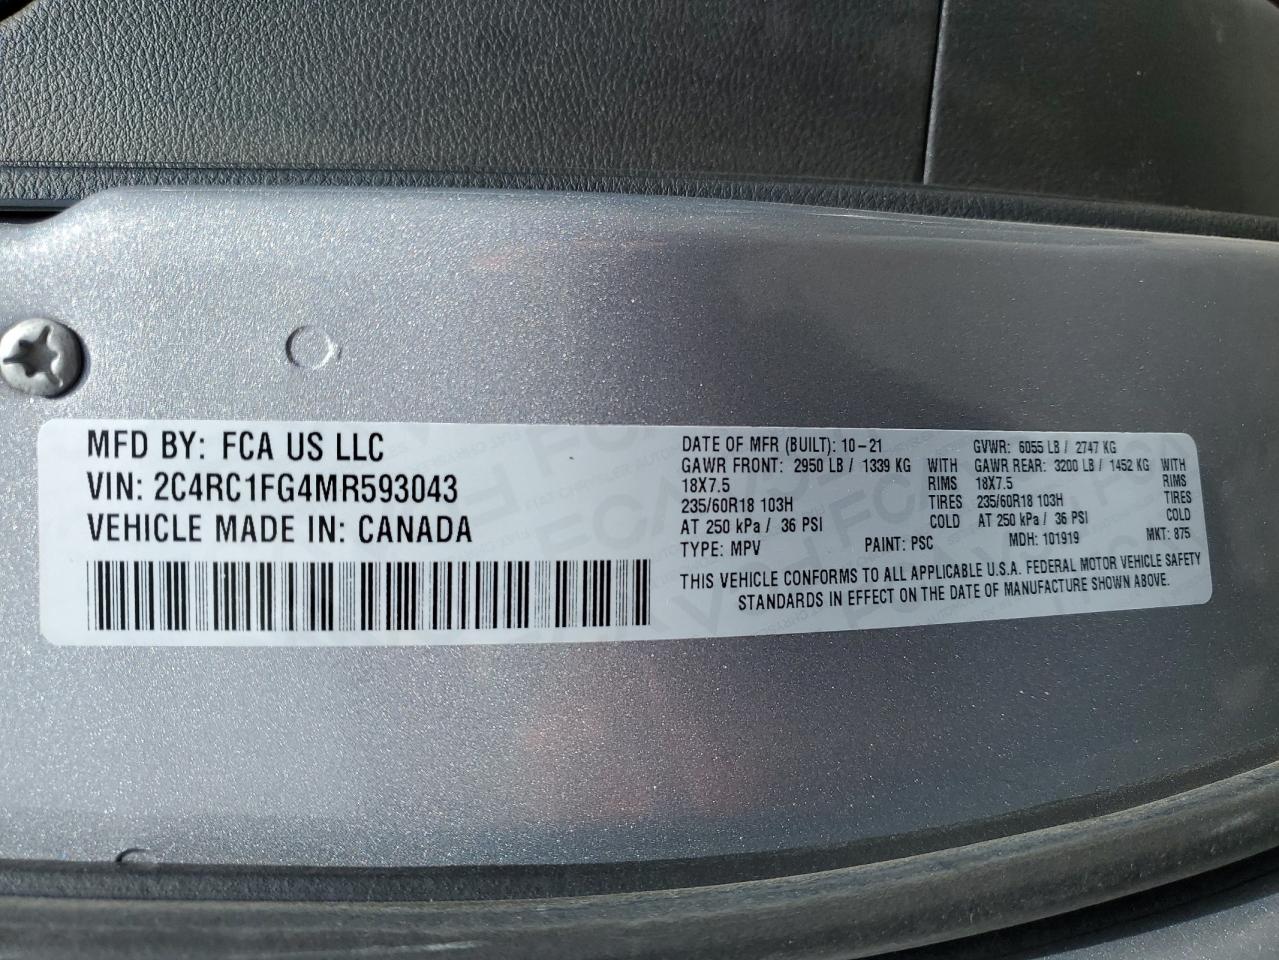 MFD BY: FCA US LLC
VIN: 2C4RC1FG4MR593043
VEHICLE MADE IN: CANADA
DATE OF MFR (BUILT): 10-21 GVWR: 6055 LB / 2747 KG
GAWR FRONT: 2950 LB / 1339 KG WITH GAWR REAR: 3200 LB / 1452 KG WITH
18X7.5 RIMS 18X7.5 RIMS
235/60R18 103H TIRES 235/60R18 103H TIRES
AT 250 kPa / 36 PSI COLD AT 250 kPa / 36 PSI COLD
TYPE: MPV PAINT: PSC MDH: 101919 MKT: 875
THIS VEHICLE CONFORMS TO ALL APPLICABLE U.S.A. FEDERAL MOTOR VEHICLE SAFETY
STANDARDS IN EFFECT ON THE DATE OF MANUFACTURE SHOWN ABOVE.